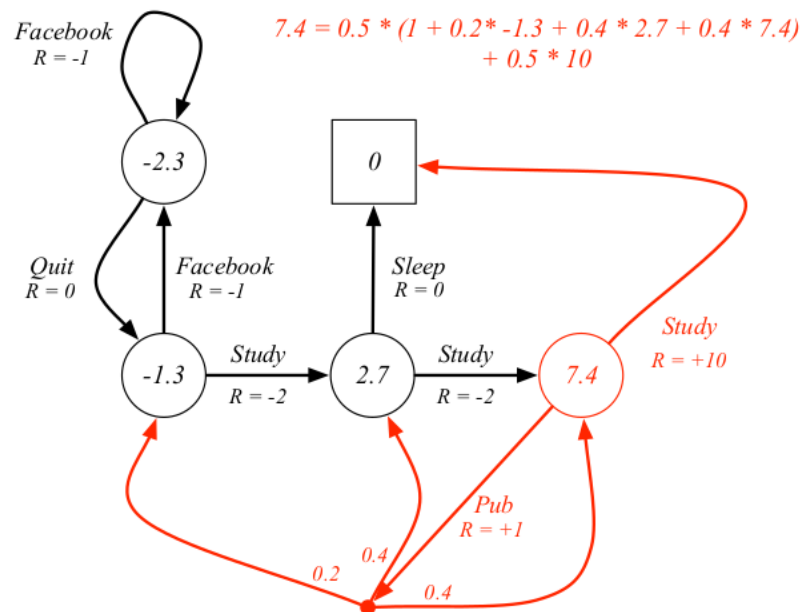 Facebook
R = -1
7.4 = 0.5 * (1 + 0.2* -1.3 + 0.4 * 2.7 + 0.4 * 7.4)
+ 0.5 * 10
-2.3
0
Quit
R = 0
Facebook
R = -1
Sleep
R = 0
Study
R = +10
-1.3
Study
R = -2
2.7
Study
R = -2
7.4
Pub
R = +1
0.2
0.4
0.4